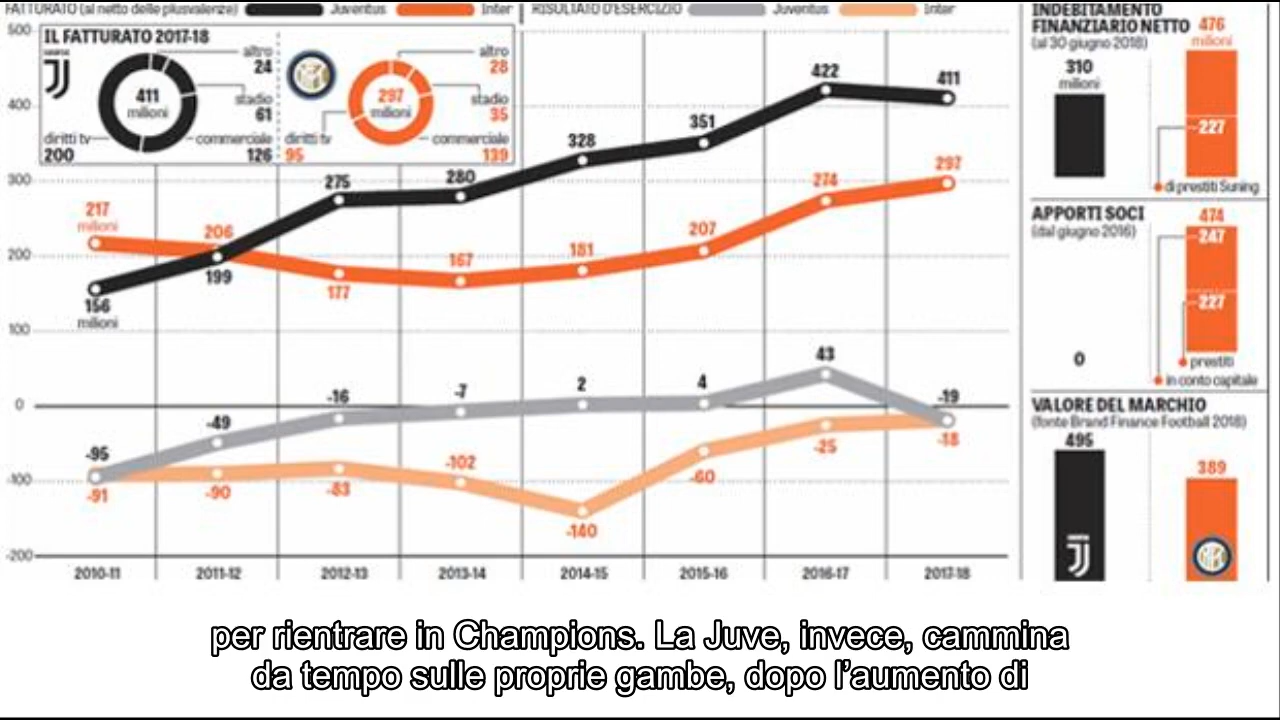 FATTURATO (al netto delle plusvalenze) Juventus Inter
RISULTATO D'ESERCIZIO Juventus Inter
500
400
300
200
100
0
-100
-200
IL FATTURATO 2017-18
411
milioni
altro
24
stadio
61
commerciale
126
diritti tv
200
297
milioni
altro
28
stadio
35
commerciale
139
diritti tv
95
217
milioni
206
177
167
181
207
274
297
156
milioni
199
275
280
328
351
422
411
-95
-49
-16
-7
2
4
43
-19
-91
-90
-83
-102
-140
-60
-25
-18
2010-11 2011-12 2012-13 2013-14 2014-15 2015-16 2016-17 2017-18
INDEBITAMENTO
FINANZIARIO NETTO
(al 30 giugno 2018)
310
milioni
476
milioni
227
di prestiti Suning
APPORTI SOCI
(dal giugno 2016)
0
474
247
227
prestiti
in conto capitale
VALORE DEL MARCHIO
(fonte Brand Finance Football 2018)
495
389
per rientrare in Champions. La Juve, invece, cammina
da tempo sulle proprie gambe, dopo l'aumento di